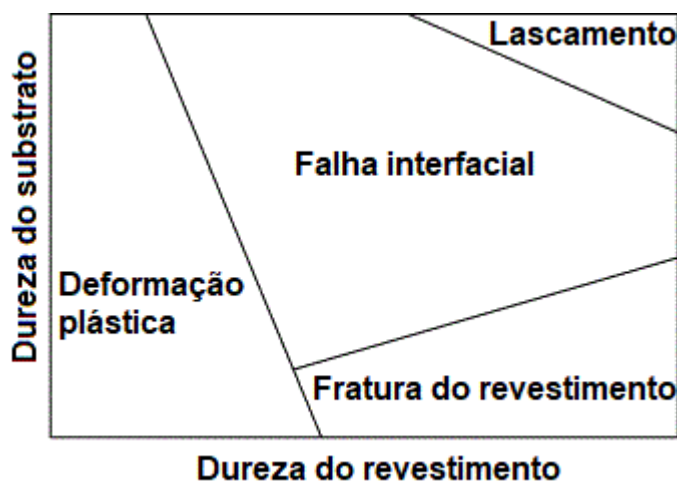 Lascamento
Dureza do substrato
Falha interfacial
Deformação
plástica
Fratura do revestimento
Dureza do revestimento